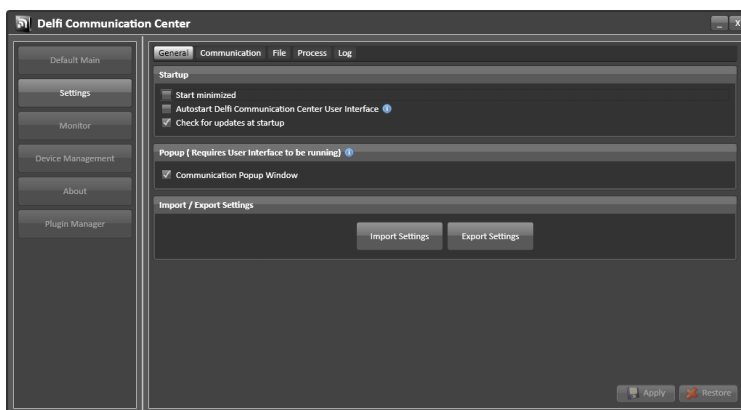 Delfi Communication Center
_ X
Default Main
Settings
Monitor
Device Management
About
Plugin Manager
General Communication File Process Log
Startup
Start minimized
Autostart Delfi Communication Center User Interface i
Check for updates at startup
Popup ( Requires User Interface to be running) i
Communication Popup Window
Import / Export Settings
Import Settings Export Settings
Apply Restore